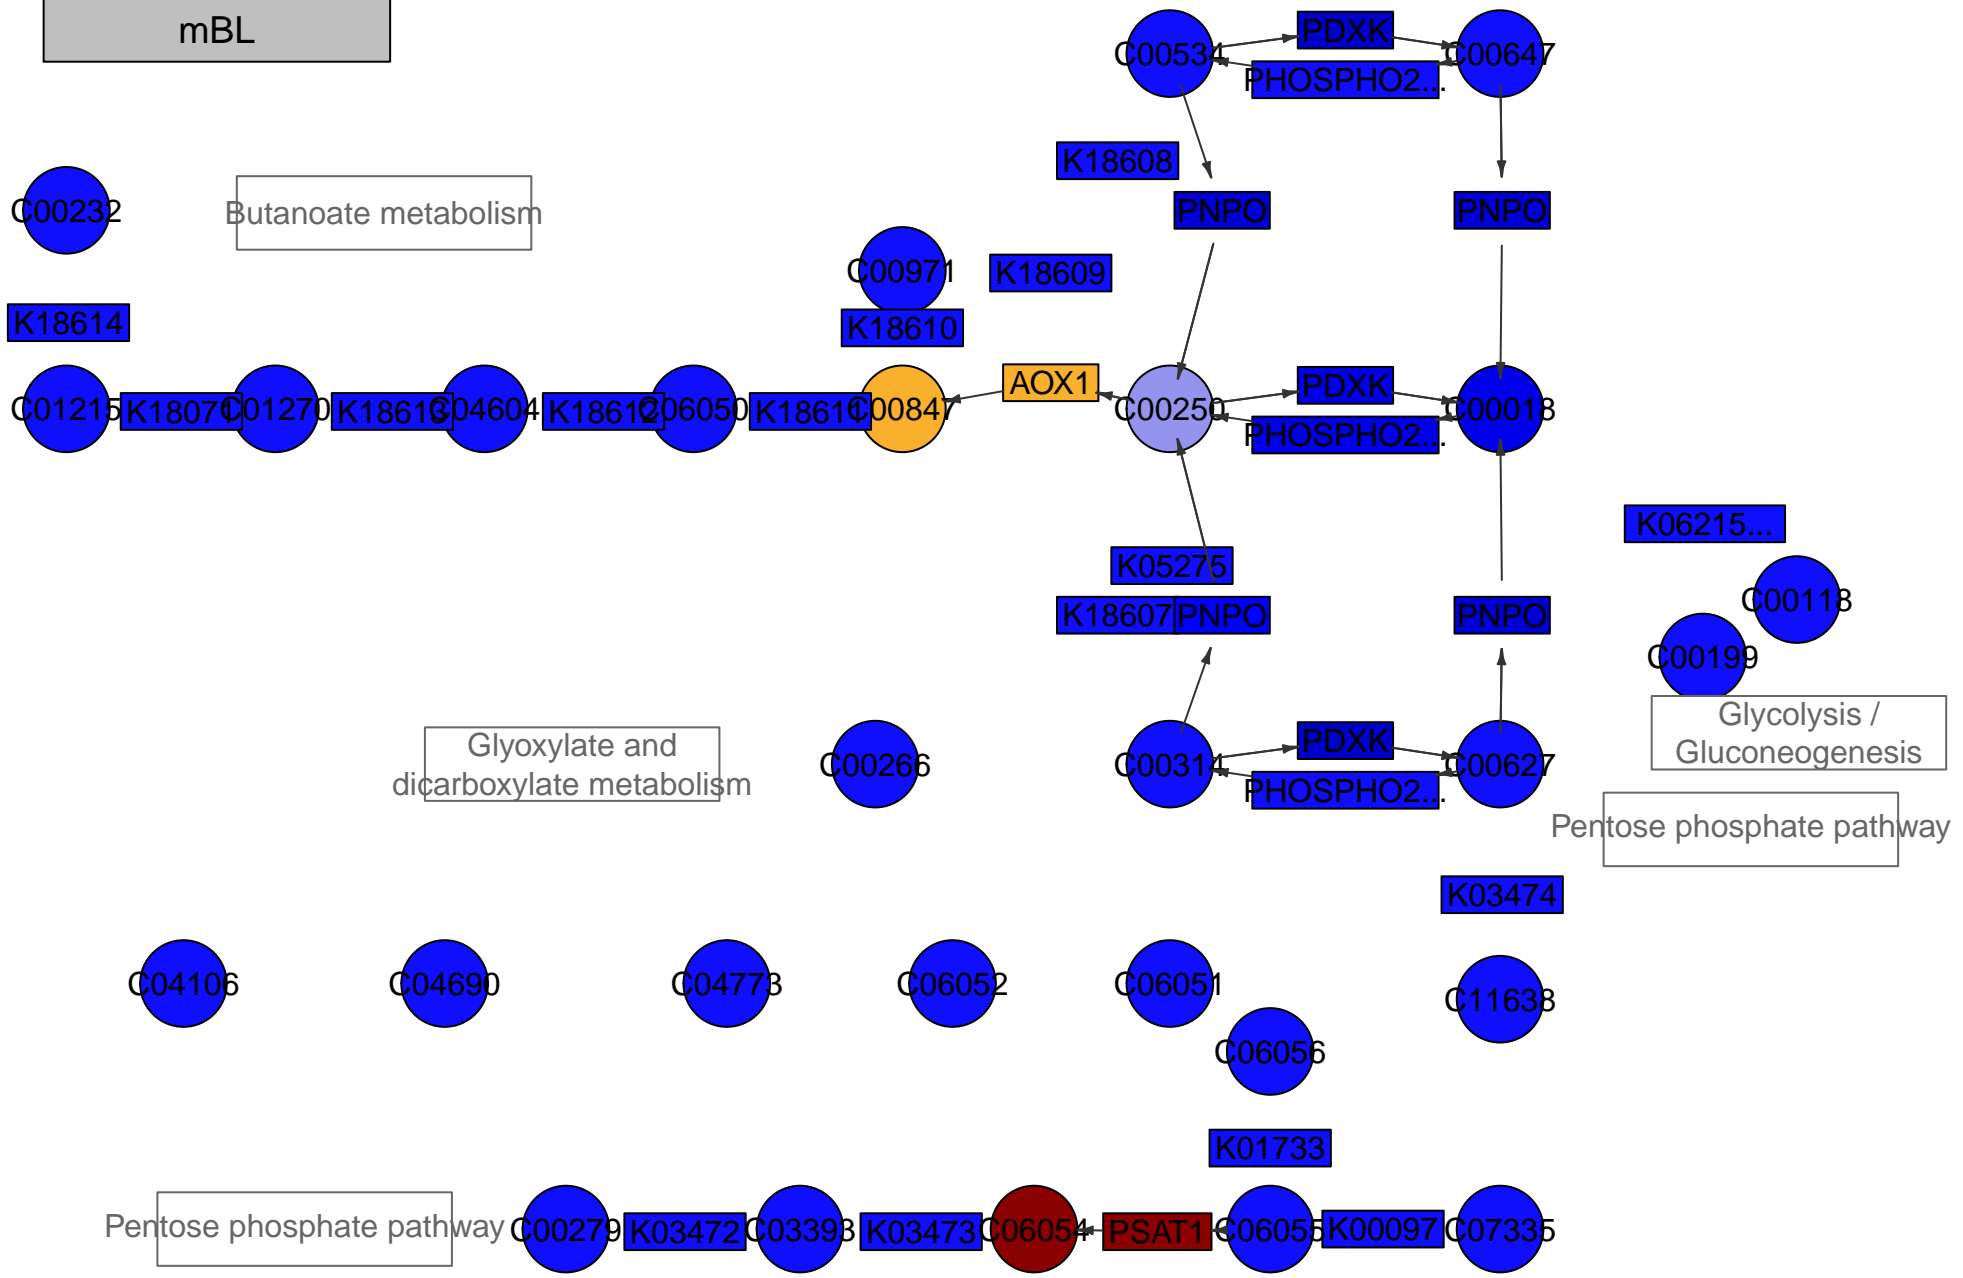 mBL
C00534
PDXK
C00647
PHOSPHO2...
K18608
C00232
Butanoate metabolism
PNPO
PNPO
C00971
K18609
K18614
K18610
C01215
K18071
C01270
K18613
C04604
K18612
C06050
K18611
C00847
AOX1
C00250
PDXK
C00018
PHOSPHO2...
K06215...
K05275
C00118
K18607
PNPO
PNPO
C00199
Glycolysis /
Gluconeogenesis
Glyoxylate and
dicarboxylate metabolism
C00266
C00314
PDXK
C00627
PHOSPHO2...
Pentose phosphate pathway
K03474
C04106
C04690
C04773
C06052
C06051
C11638
C06056
K01733
Pentose phosphate pathway
C00279
K03472
C03393
K03473
C06054
PSAT1
C06055
K00097
C07335